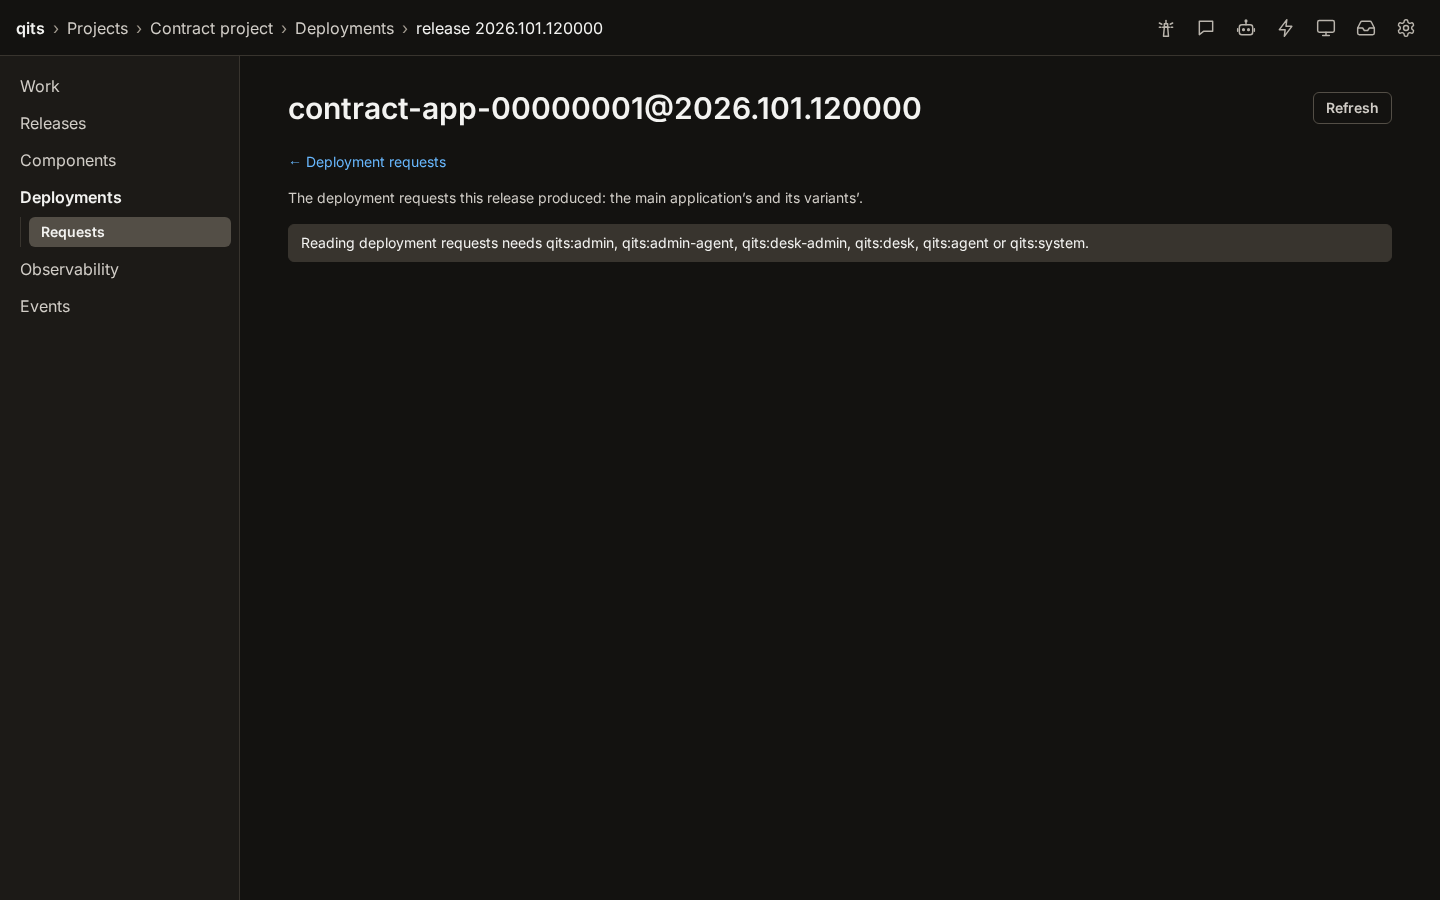 qits › Projects › Contract project › Deployments › release 2026.101.120000
Work
Releases
Components
Deployments
Requests
Observability
Events
contract-app-00000001@2026.101.120000
Refresh
← Deployment requests
The deployment requests this release produced: the main application’s and its variants’.
Reading deployment requests needs qits:admin, qits:admin-agent, qits:desk-admin, qits:desk, qits:agent or qits:system.